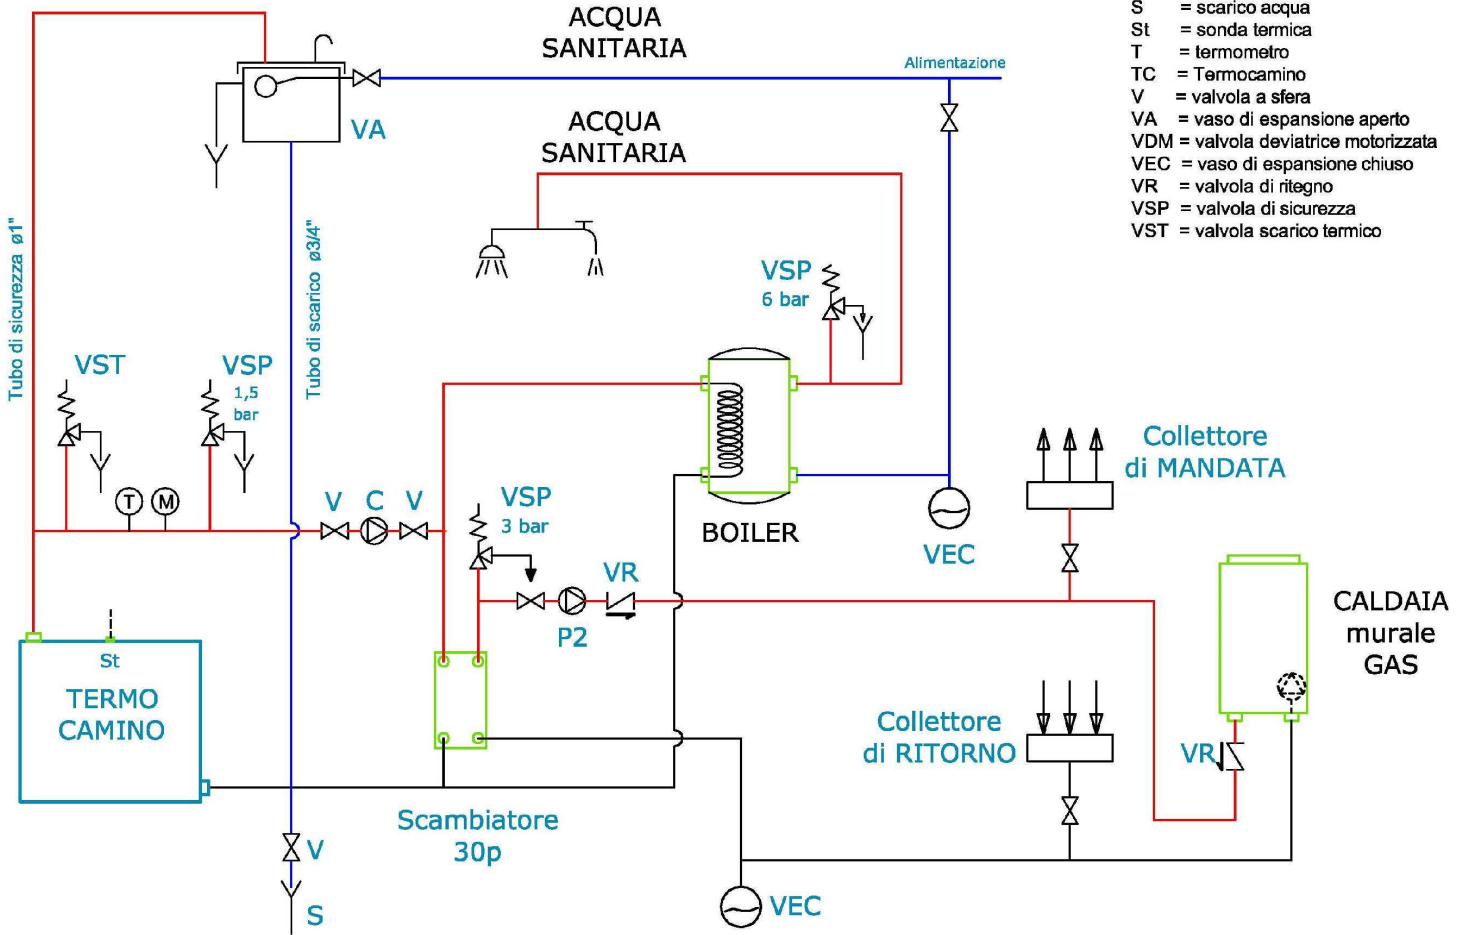 ACQUA
SANITARIA
S = scarico acqua
St = sonda termica
T = termometro
TC = Termocamino
V = valvola a sfera
VA = vaso di espansione aperto
VDM = valvola deviatrice motorizzata
VEC = vaso di espansione chiuso
VR = valvola di ritegno
VSP = valvola di sicurezza
VST = valvola scarico termico
Alimentazione
VA
ACQUA
SANITARIA
Tubo di sicurezza ø1"
Tubo di scarico ø3/4"
VSP
6 bar
VST
VSP
1,5
bar
T
M
V
C
V
VSP
3 bar
BOILER
VEC
Collettore
di MANDATA
VR
P2
CALDAIA
murale
GAS
St
TERMO
CAMINO
Collettore
di RITORNO
VR
Scambiatore
30p
V
S
VEC